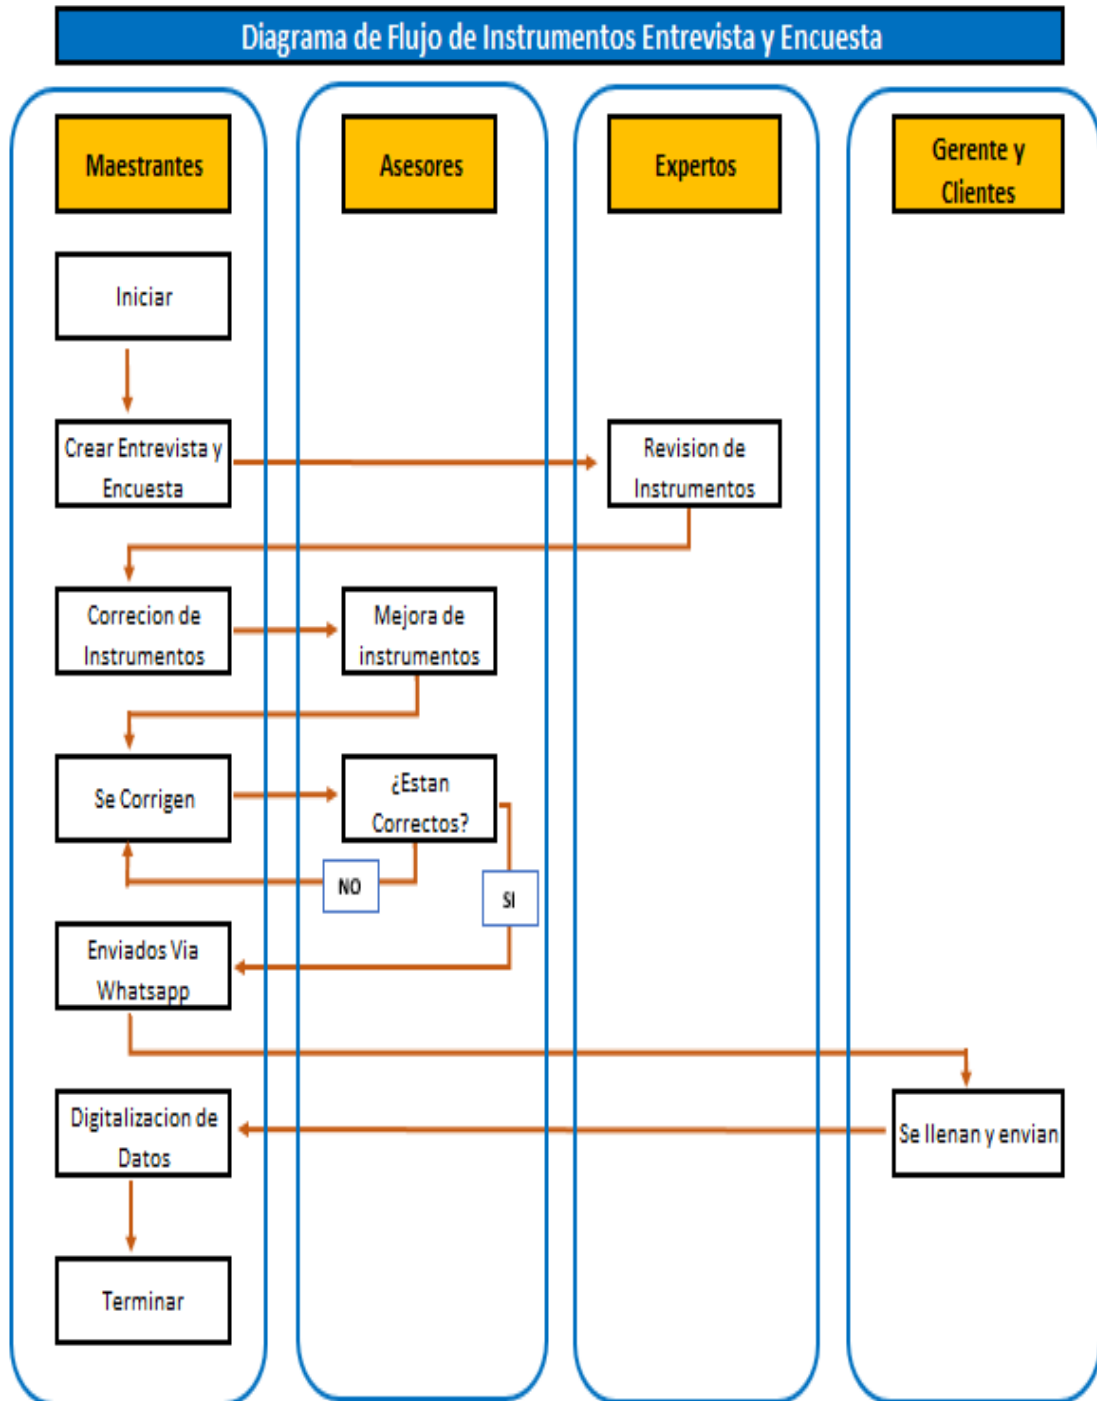 Diagrama de Flujo de Instrumentos Entrevista y Encuesta
Maestrantes
Asesores
Expertos
Gerente y
Clientes
Iniciar
Crear Entrevista y
Encuesta
Revision de
Instrumentos
Correcion de
Instrumentos
Mejora de
instrumentos
Se Corrigen
¿Estan
Correctos?
NO
SI
Enviados Via
Whatsapp
Se llenan y envian
Digitalizacion de
Datos
Terminar